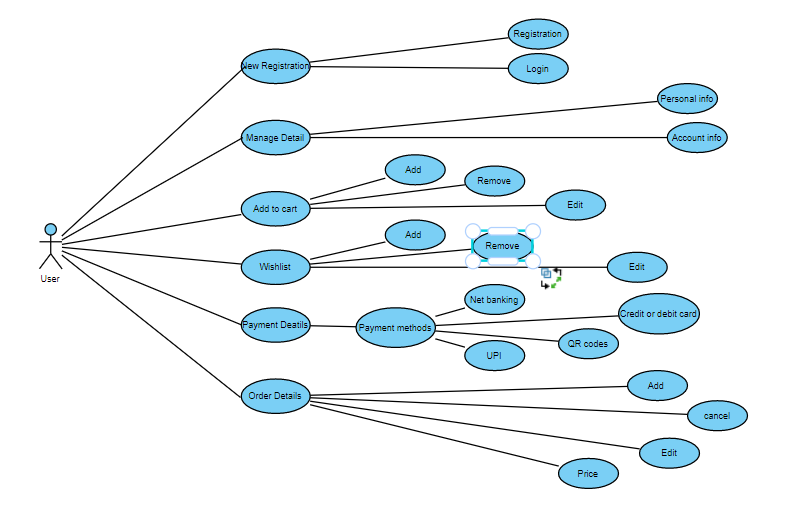 Registration
New Registration
Login
Personal info
Manage Detail
Account info
Add
Remove
Add to cart
Edit
Add
Remove
Wishlist
Edit
User
Net banking
Credit or debit card
Payment Deatils
Payment methods
QR codes
UPI
Add
Order Details
cancel
Edit
Price